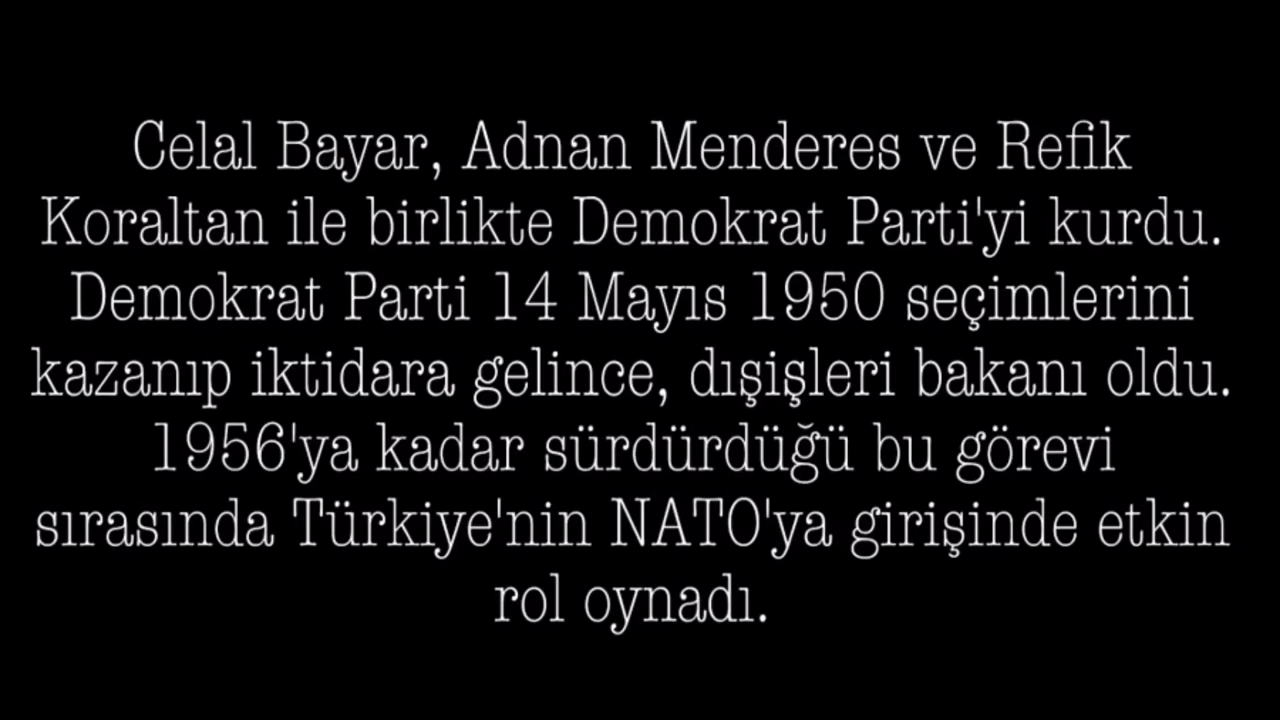 Celal Bayar, Adnan Menderes ve Refik
Koraltan ile birlikte Demokrat Parti'yi kurdu.
Demokrat Parti 14 Mayıs 1950 seçimlerini
kazanıp iktidara gelince, dışişleri bakanı oldu.
1956'ya kadar sürdürdüğü bu görevi
sırasında Türkiye'nin NATO'ya girişinde etkin
rol oynadı.